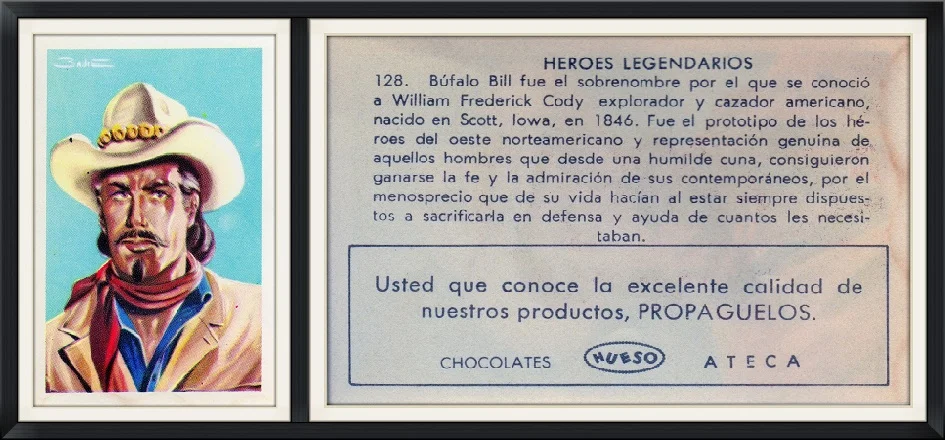 HEROES LEGENDARIOS
128. Búfalo Bill fue el sobrenombre por el que se conoció
a William Frederick Cody explorador y cazador americano,
nacido en Scott, Iowa, en 1846. Fue el prototipo de los hé-
roes del oeste norteamericano y representación genuina de
aquellos hombres que desde una humilde cuna, consiguieron
ganarse la fe y la admiración de sus contemporáneos, por el
menosprecio que de su vida hacían al estar siempre dispues-
tos a sacrificarla en defensa y ayuda de cuantos les necesi-
taban.
Usted que conoce la excelente calidad de
nuestros productos, PROPAGUELOS.
CHOCOLATES HUESO ATECA